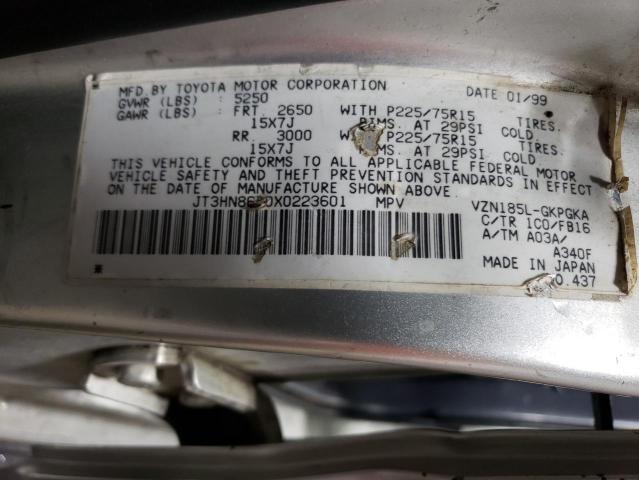 MFD. BY TOYOTA MOTOR CORPORATION DATE 01/99
GVWR (LBS) : 5250
GAWR (LBS) : FRT. 2650 WITH P225/75R15 TIRES.
15X7J RIMS. AT 29PSI COLD
RR. 3000 P225/75R15 TIRES.
15X7J AT 29PSI COLD
THIS VEHICLE CONFORMS TO ALL APPLICABLE FEDERAL MOTOR
VEHICLE SAFETY AND THEFT PREVENTION STANDARDS IN EFFECT
ON THE DATE OF MANUFACTURE SHOWN ABOVE.
MPV VZN185L-GKPGKA
C/TR 1C0/FB16
A/TM A03A/
A340F
MADE IN JAPAN
0.437